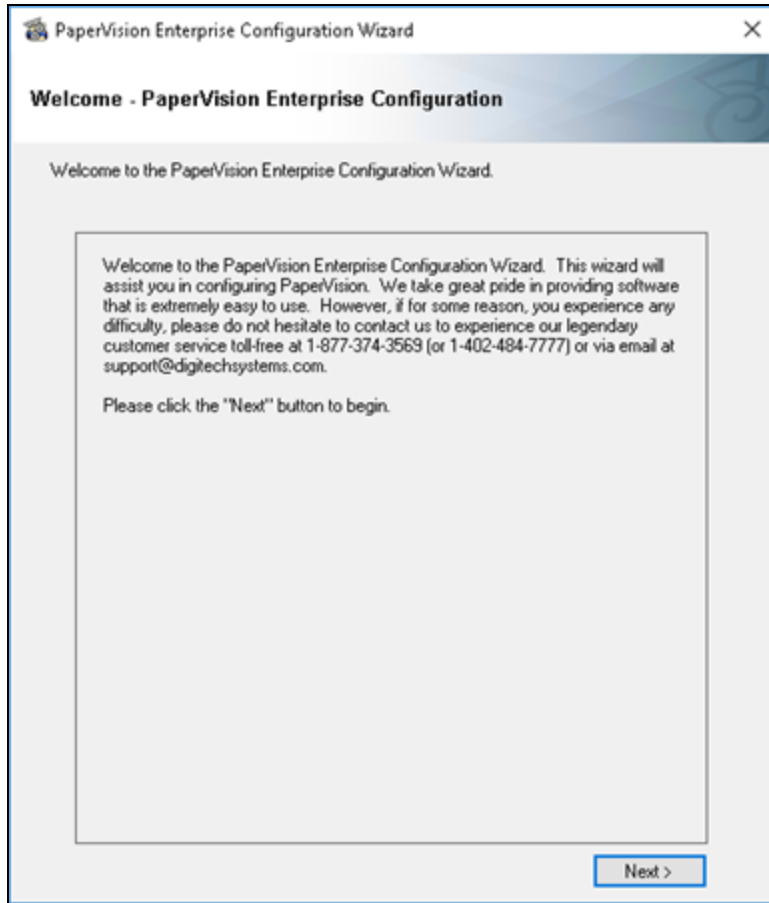 PaperVision Enterprise Configuration Wizard
Welcome - PaperVision Enterprise Configuration
Welcome to the PaperVision Enterprise Configuration Wizard.
Welcome to the PaperVision Enterprise Configuration Wizard.  This wizard will
assist you in configuring PaperVision.  We take great pride in providing software
that is extremely easy to use.  However, if for some reason, you experience any
difficulty, please do not hesitate to contact us to experience our legendary
customer service toll-free at 1-877-374-3569 (or 1-402-484-7777) or via email at
support@digitechsystems.com.
Please click the "Next" button to begin.
Next >